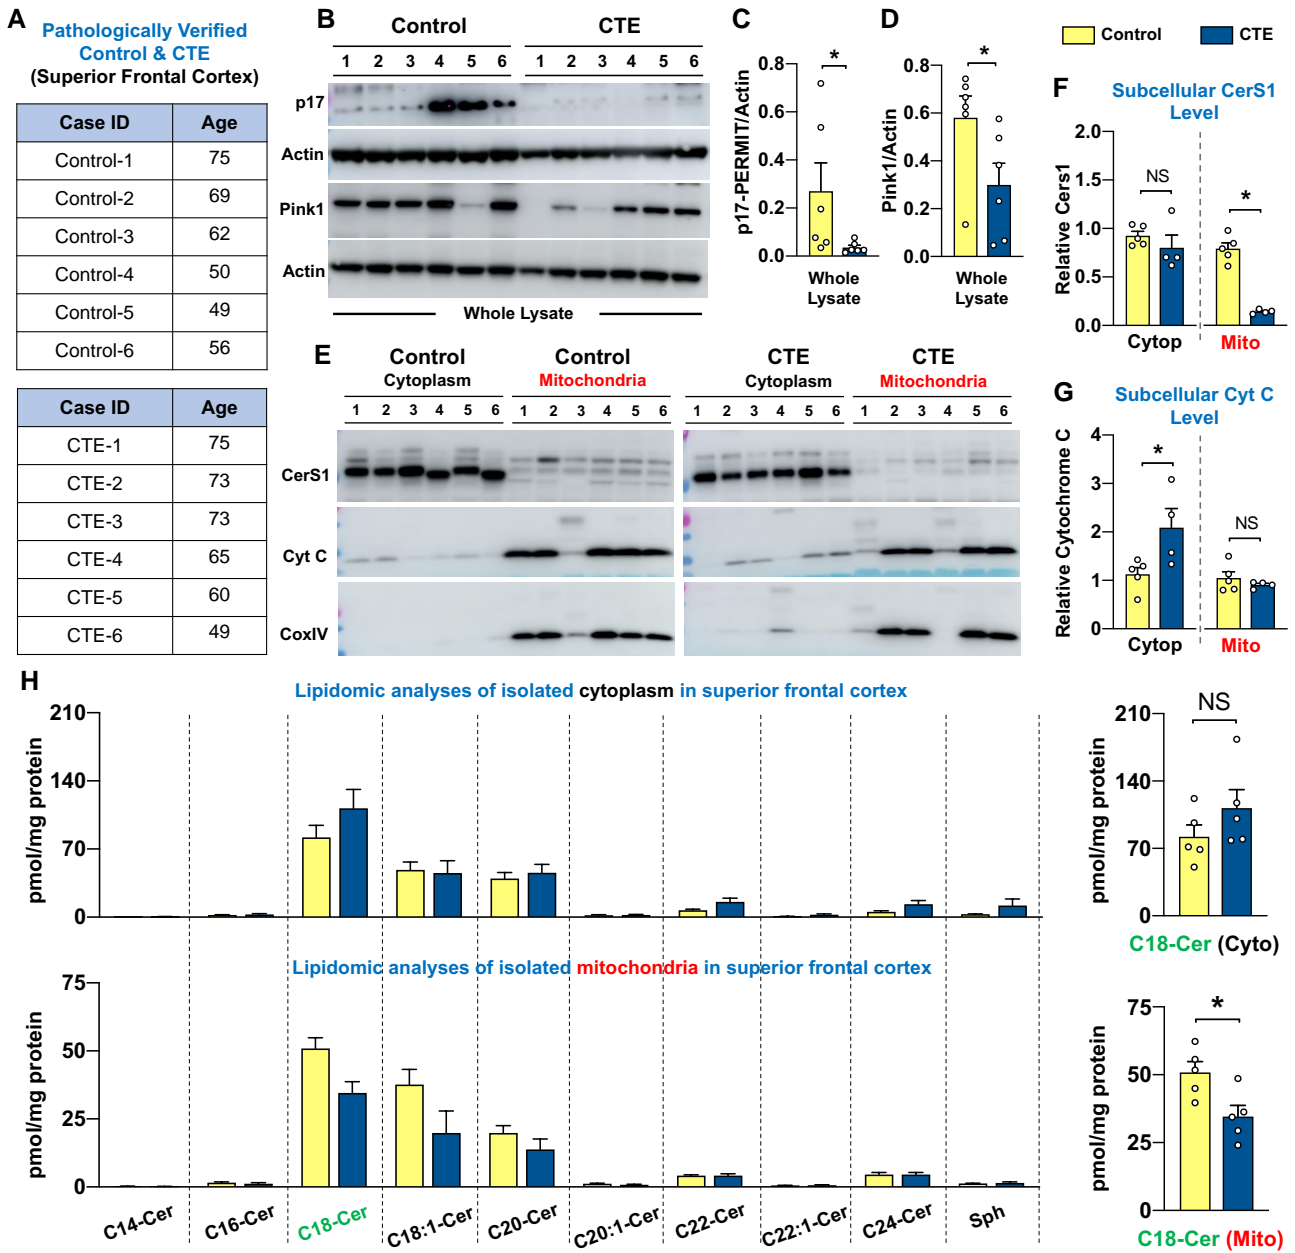 A
Pathologically Verified
Control & CTE
(Superior Frontal Cortex)
Case ID Age
Control-1 75
Control-2 69
Control-3 62
Control-4 50
Control-5 49
Control-6 56
Case ID Age
CTE-1 75
CTE-2 73
CTE-3 73
CTE-4 65
CTE-5 60
CTE-6 49
B
Control CTE
1 2 3 4 5 6 1 2 3 4 5 6
p17
Actin
Pink1
Actin
Whole Lysate
C
p17-PERMIT/Actin
0.8
0.6
0.4
0.2
0.0
*
Whole
Lysate
D
Pink1/Actin
0.8
0.6
0.4
0.2
0.0
*
Whole
Lysate
Control CTE
E
Control Control CTE CTE
Cytoplasm Mitochondria Cytoplasm Mitochondria
1 2 3 4 5 6 1 2 3 4 5 6 1 2 3 4 5 6 1 2 3 4 5 6
CerS1
Cyt C
CoxIV
F
Subcellular CerS1
Level
Relative Cers1
2.0
1.5
1.0
0.5
0.0
NS
*
Cytop Mito
G
Subcellular Cyt C
Level
Relative Cytochrome C
4
3
2
1
0
*
NS
Cytop Mito
H
Lipidomic analyses of isolated cytoplasm in superior frontal cortex
pmol/mg protein
210
140
70
0
NS
pmol/mg protein
210
140
70
0
C18-Cer (Cyto)
Lipidomic analyses of isolated mitochondria in superior frontal cortex
pmol/mg protein
75
50
25
0
C14-Cer C16-Cer C18-Cer C18:1-Cer C20-Cer C20:1-Cer C22-Cer C22:1-Cer C24-Cer Sph
*
pmol/mg protein
75
50
25
0
C18-Cer (Mito)